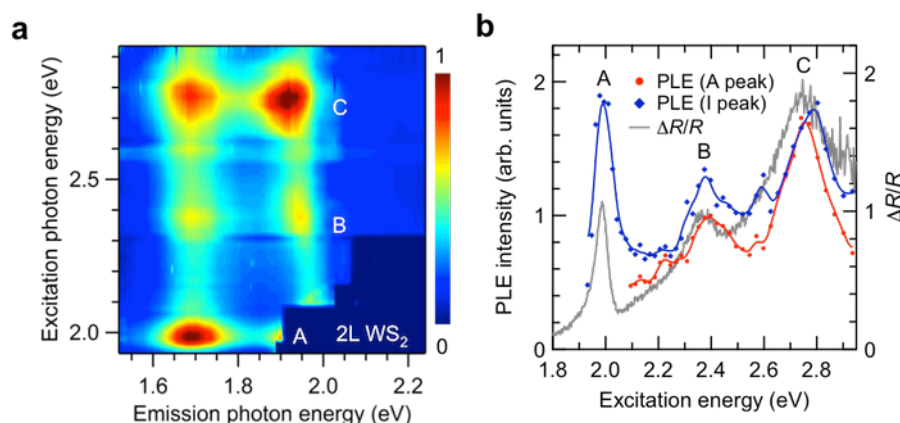 a
Excitation photon energy (eV)
2.5
2.0
1.6 1.8 2.0 2.2
Emission photon energy (eV)
C
B
A
2L WS₂
1
0
b
PLE intensity (arb. units)
2
1
0
A
B
C
PLE (A peak)
PLE (I peak)
ΔR/R
2
1
0
ΔR/R
1.8 2.0 2.2 2.4 2.6 2.8
Excitation energy (eV)